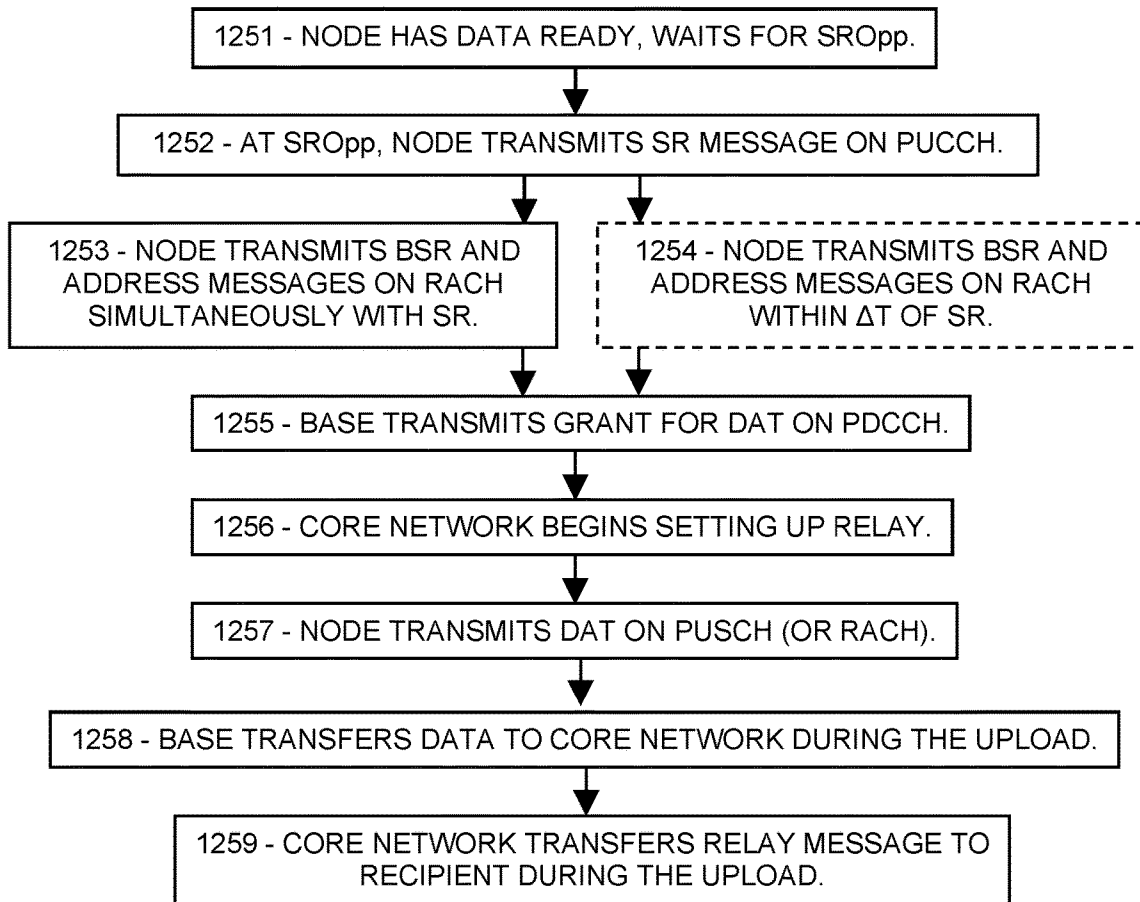 1251 - NODE HAS DATA READY, WAITS FOR SROpp.
1252 - AT SROpp, NODE TRANSMITS SR MESSAGE ON PUCCH.
1253 - NODE TRANSMITS BSR AND
ADDRESS MESSAGES ON RACH
SIMULTANEOUSLY WITH SR.
1254 - NODE TRANSMITS BSR AND
ADDRESS MESSAGES ON RACH
WITHIN ΔT OF SR.
1255 - BASE TRANSMITS GRANT FOR DAT ON PDCCH.
1256 - CORE NETWORK BEGINS SETTING UP RELAY.
1257 - NODE TRANSMITS DAT ON PUSCH (OR RACH).
1258 - BASE TRANSFERS DATA TO CORE NETWORK DURING THE UPLOAD.
1259 - CORE NETWORK TRANSFERS RELAY MESSAGE TO
RECIPIENT DURING THE UPLOAD.